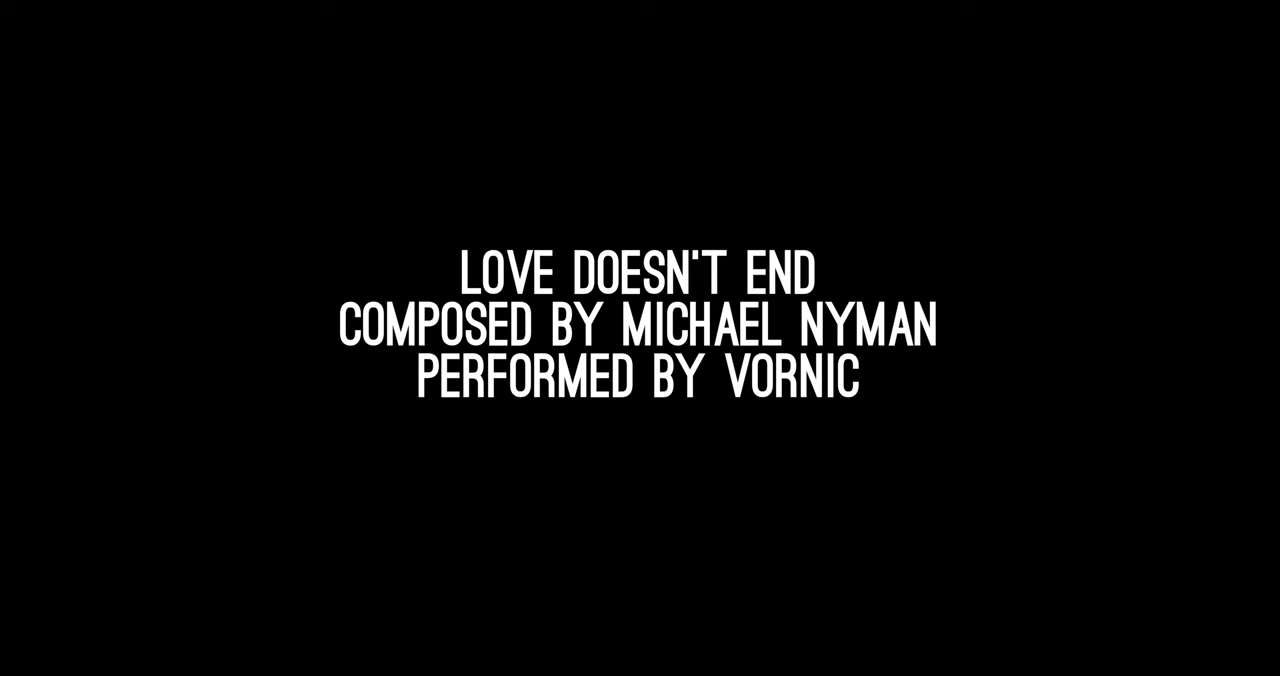 LOVE DOESN'T END
COMPOSED BY MICHAEL NYMAN
PERFORMED BY VORNIC